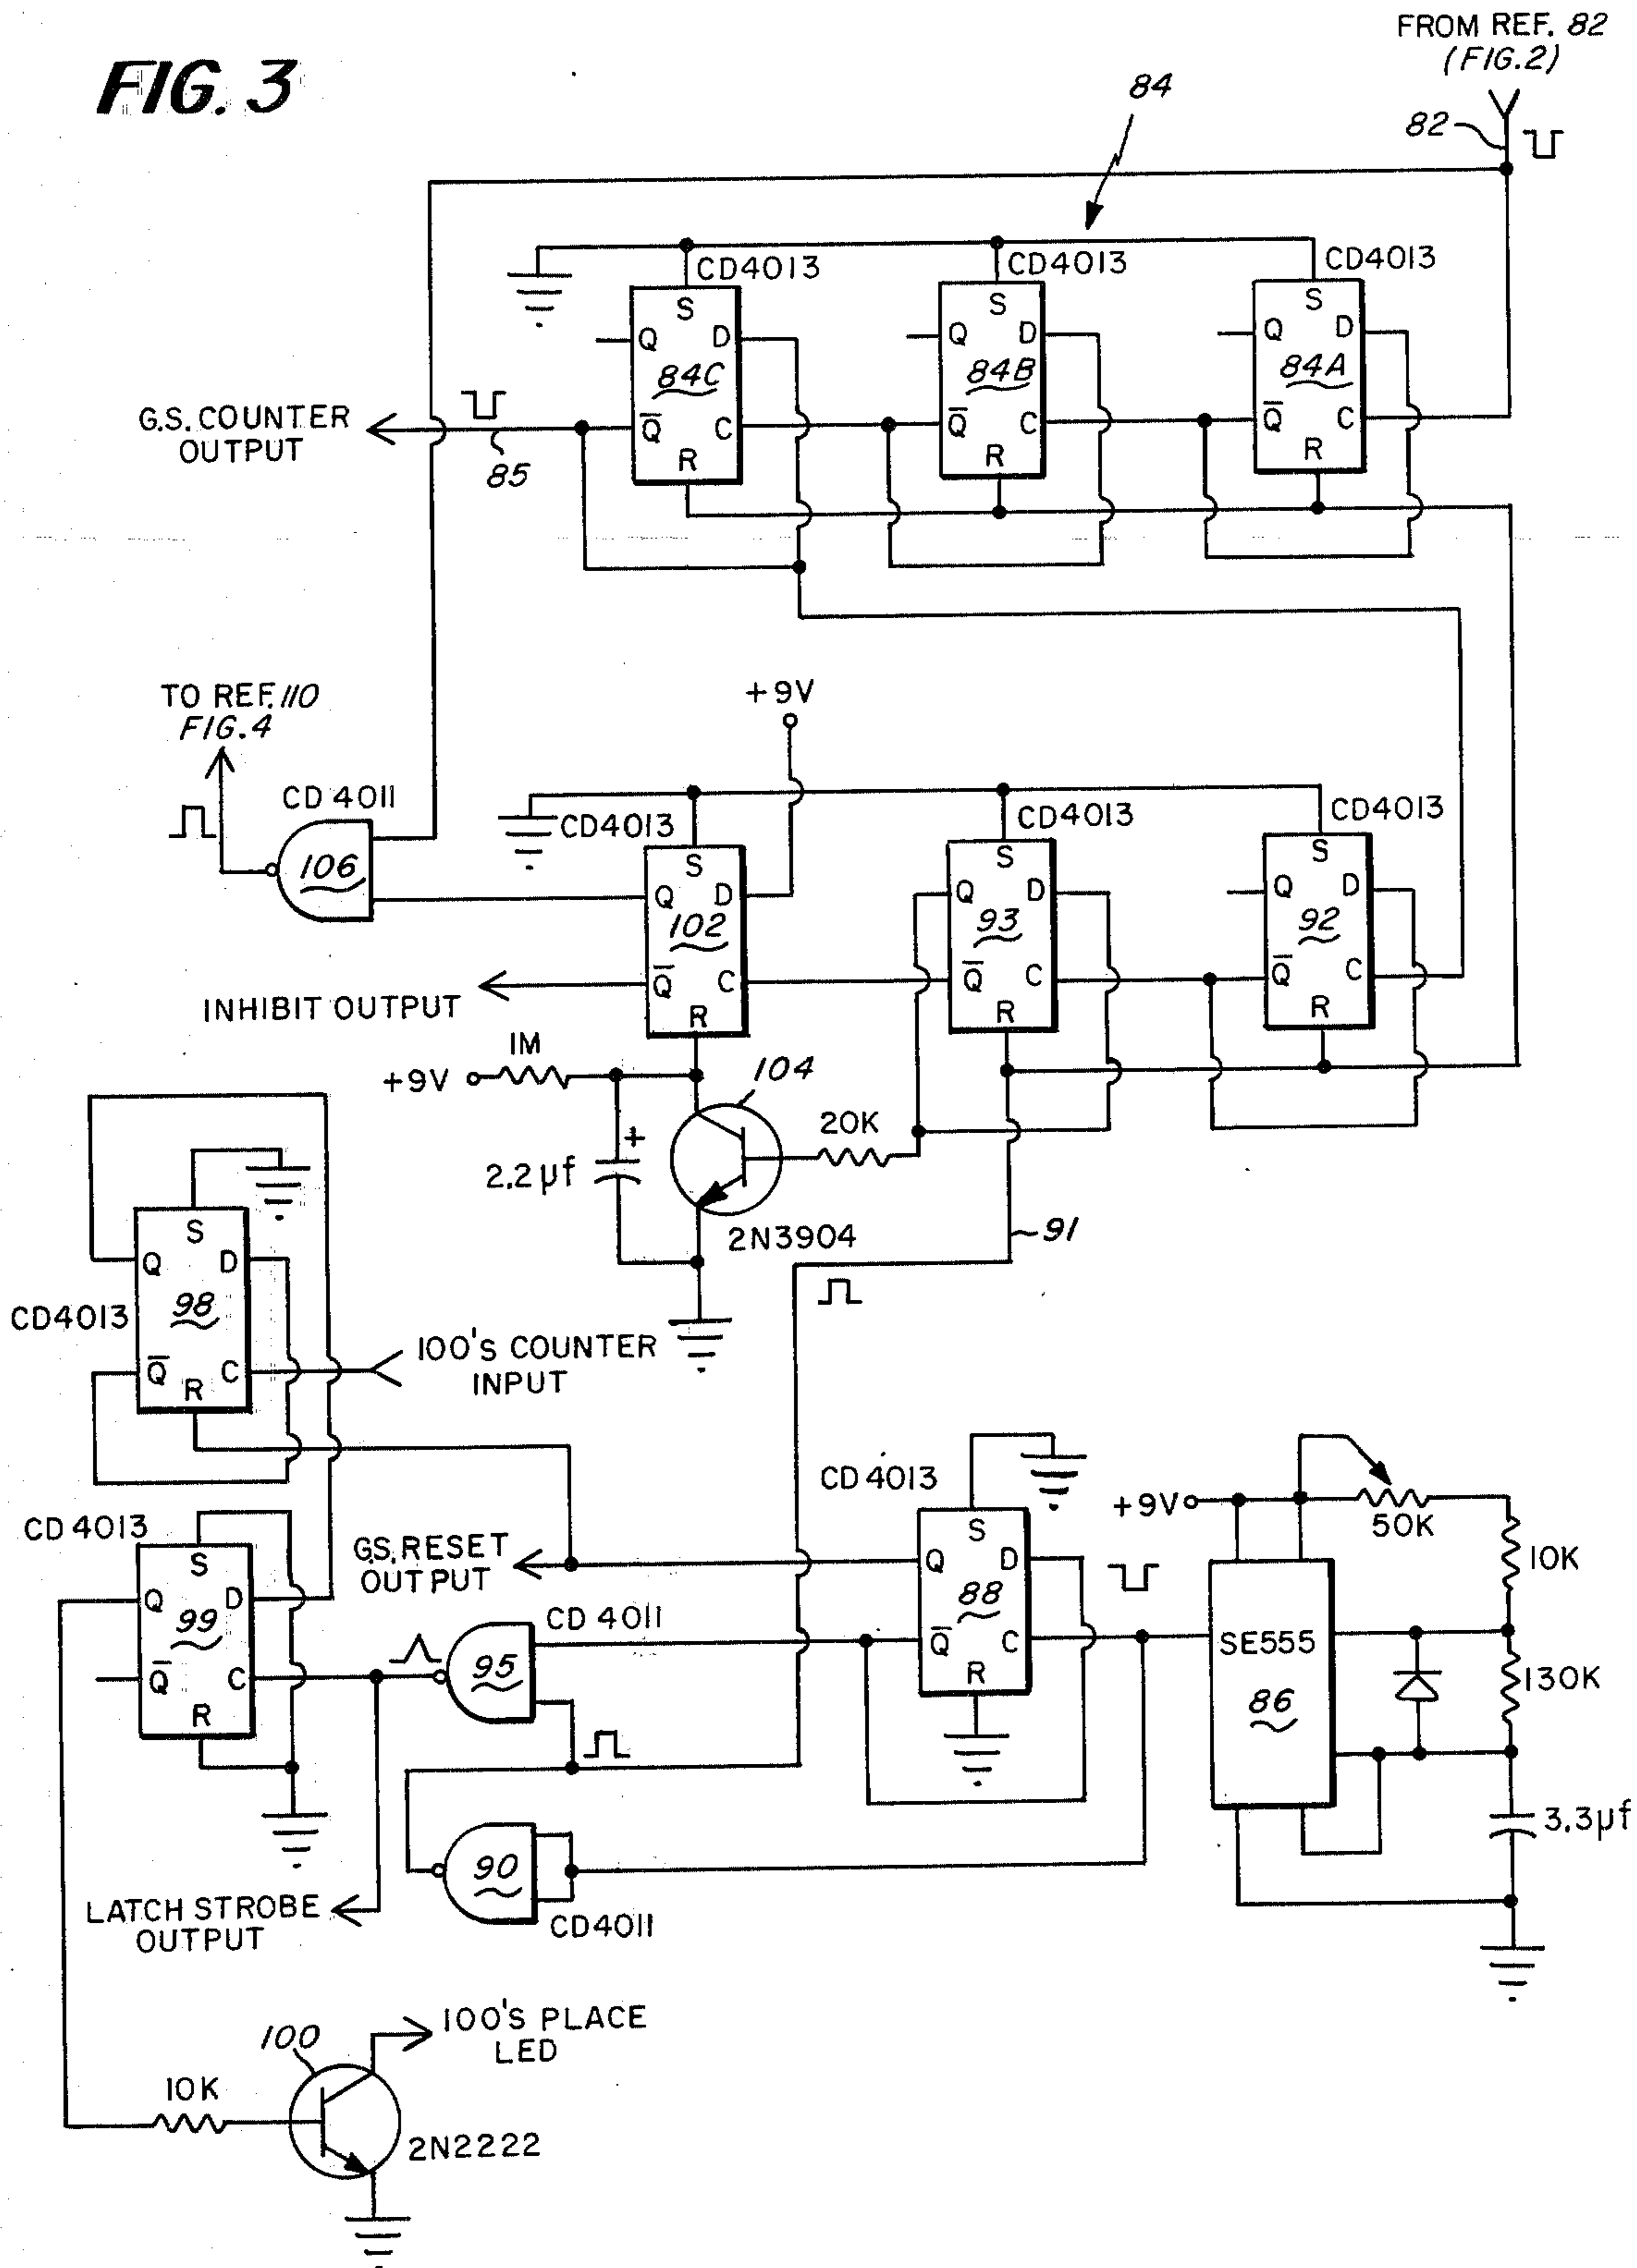 FIG. 3
FROM REF. 82
(FIG.2)
82
84
CD4013
CD4013
CD4013
S
Q
D
84C
Q̅
C
R
S
Q
D
84B
Q̅
C
R
S
Q
D
84A
Q̅
C
R
G.S. COUNTER
OUTPUT
85
TO REF. 110
FIG. 4
+9V
CD 4011
106
CD4013
CD4013
CD4013
S
Q
D
102
Q̅
C
R
S
Q
D
93
Q̅
C
R
S
Q
D
92
Q̅
C
R
INHIBIT OUTPUT
1M
+9V
104
20K
+
2.2µf
2N3904
91
S
Q
D
98
Q̅
C
R
CD4013
100's COUNTER
INPUT
CD 4013
S
Q
D
99
Q̅
C
R
G.S. RESET
OUTPUT
CD 4013
S
Q
D
88
Q̅
C
R
+9V
50K
10K
SE555
86
130K
3.3µf
CD 4011
95
90
CD4011
LATCH STROBE
OUTPUT
100
100'S PLACE
LED
10K
2N2222